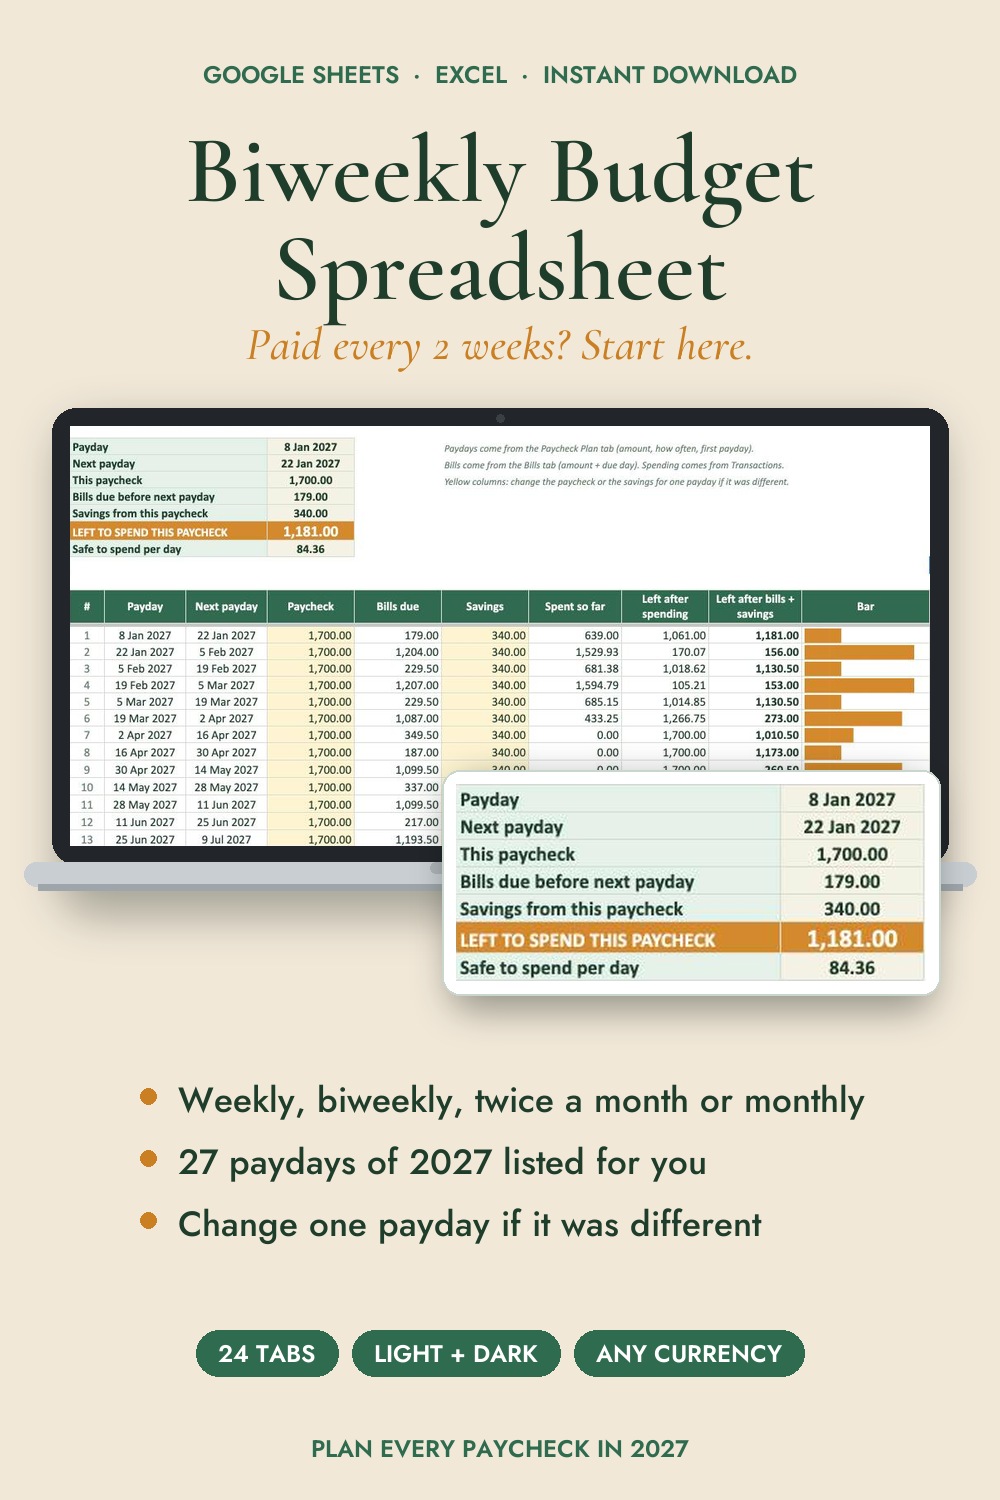 GOOGLE SHEETS · EXCEL · INSTANT DOWNLOAD
Biweekly Budget
Spreadsheet
Paid every 2 weeks? Start here.
Payday 8 Jan 2027
Next payday 22 Jan 2027
This paycheck 1,700.00
Bills due before next payday 179.00
Savings from this paycheck 340.00
LEFT TO SPEND THIS PAYCHECK 1,181.00
Safe to spend per day 84.36
Paydays come from the Paycheck Plan tab (amount, how often, first payday).
Bills come from the Bills tab (amount + due day). Spending comes from Transactions.
Yellow columns: change the paycheck or the savings for one payday if it was different.
# Payday Next payday Paycheck Bills due Savings Spent so far Left after spending Left after bills + savings Bar
1 8 Jan 2027 22 Jan 2027 1,700.00 179.00 340.00 639.00 1,061.00 1,181.00
2 22 Jan 2027 5 Feb 2027 1,700.00 1,204.00 340.00 1,529.93 170.07 156.00
3 5 Feb 2027 19 Feb 2027 1,700.00 229.50 340.00 681.38 1,018.62 1,130.50
4 19 Feb 2027 5 Mar 2027 1,700.00 1,207.00 340.00 1,594.79 105.21 153.00
5 5 Mar 2027 19 Mar 2027 1,700.00 229.50 340.00 685.15 1,014.85 1,130.50
6 19 Mar 2027 2 Apr 2027 1,700.00 1,087.00 340.00 433.25 1,266.75 273.00
7 2 Apr 2027 16 Apr 2027 1,700.00 349.50 340.00 0.00 1,700.00 1,010.50
8 16 Apr 2027 30 Apr 2027 1,700.00 187.00 340.00 0.00 1,700.00 1,173.00
9 30 Apr 2027 14 May 2027 1,700.00 1,099.50 340.00 0.00 1,700.00 260.50
10 14 May 2027 28 May 2027 1,700.00 337.00
11 28 May 2027 11 Jun 2027 1,700.00 1,099.50
12 11 Jun 2027 25 Jun 2027 1,700.00 217.00
13 25 Jun 2027 9 Jul 2027 1,700.00 1,193.50
Payday 8 Jan 2027
Next payday 22 Jan 2027
This paycheck 1,700.00
Bills due before next payday 179.00
Savings from this paycheck 340.00
LEFT TO SPEND THIS PAYCHECK 1,181.00
Safe to spend per day 84.36
Weekly, biweekly, twice a month or monthly
27 paydays of 2027 listed for you
Change one payday if it was different
24 TABS LIGHT + DARK ANY CURRENCY
PLAN EVERY PAYCHECK IN 2027